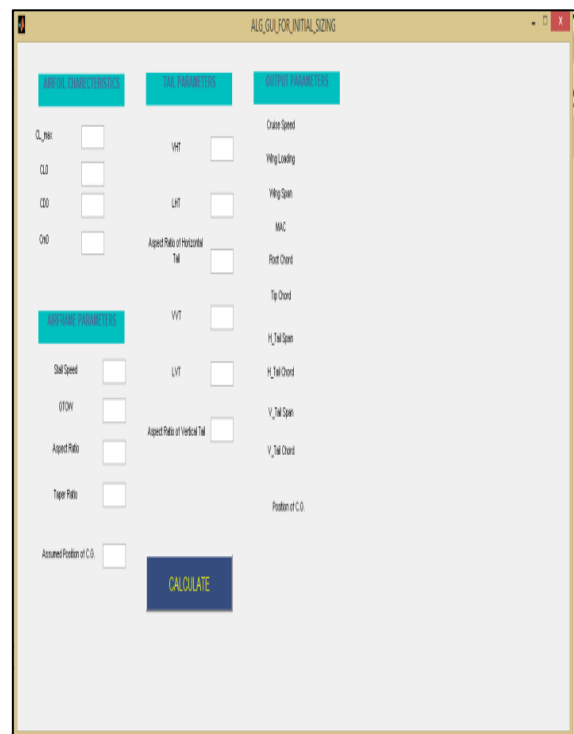 ALG_GUI_FOR_INITIAL_SIZING
AIRFOIL CHARECTERISTICS
CL_max
CL0
CD0
Cm0
AIRFRAME PARAMETERS
Stall Speed
GTOW
Aspect Ratio
Taper Ratio
Assumed Position of C.G.
TAIL PARAMETERS
VHT
LHT
Aspect Ratio of Horizontal
Tail
VVT
LVT
Aspect Ratio of Vertical Tail
CALCULATE
OUTPUT PARAMETERS
Cruise Speed
Wing Loading
Wing Span
MAC
Root Chord
Tip Chord
H_Tail Span
H_Tail Chord
V_Tail Span
V_Tail Chord
Position of C.G.